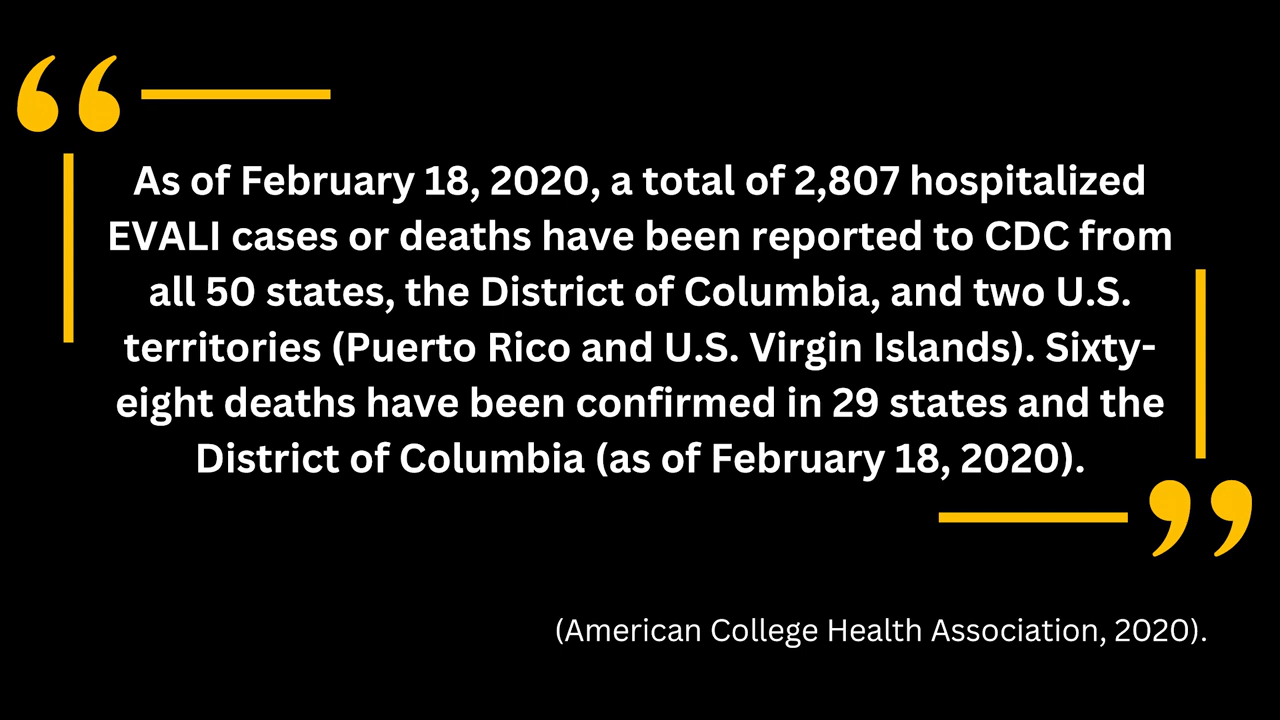 “
As of February 18, 2020, a total of 2,807 hospitalized
EVALI cases or deaths have been reported to CDC from
all 50 states, the District of Columbia, and two U.S.
territories (Puerto Rico and U.S. Virgin Islands). Sixty-
eight deaths have been confirmed in 29 states and the
District of Columbia (as of February 18, 2020).
”
(American College Health Association, 2020).